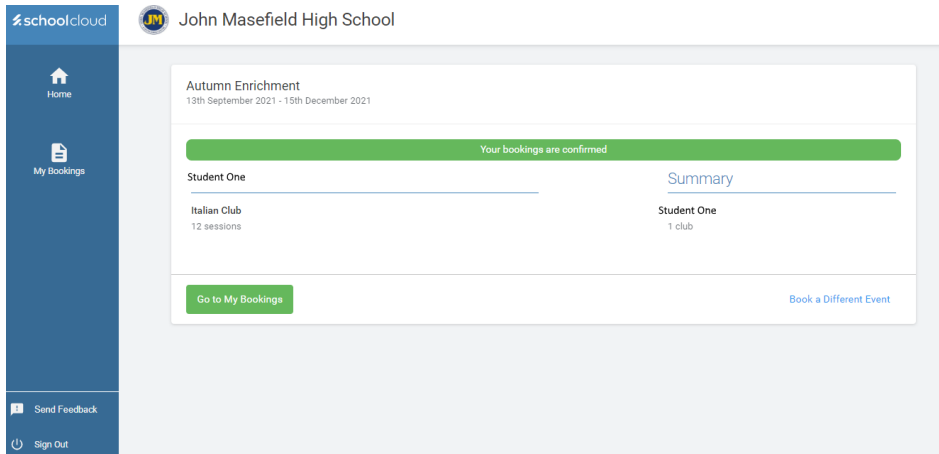 schoolcloud
JM
John Masefield High School
Home
My Bookings
Autumn Enrichment
13th September 2021 - 15th December 2021
Your bookings are confirmed
Student One
Summary
Italian Club
12 sessions
Student One
1 club
Go to My Bookings
Book a Different Event
! Send Feedback
Sign Out